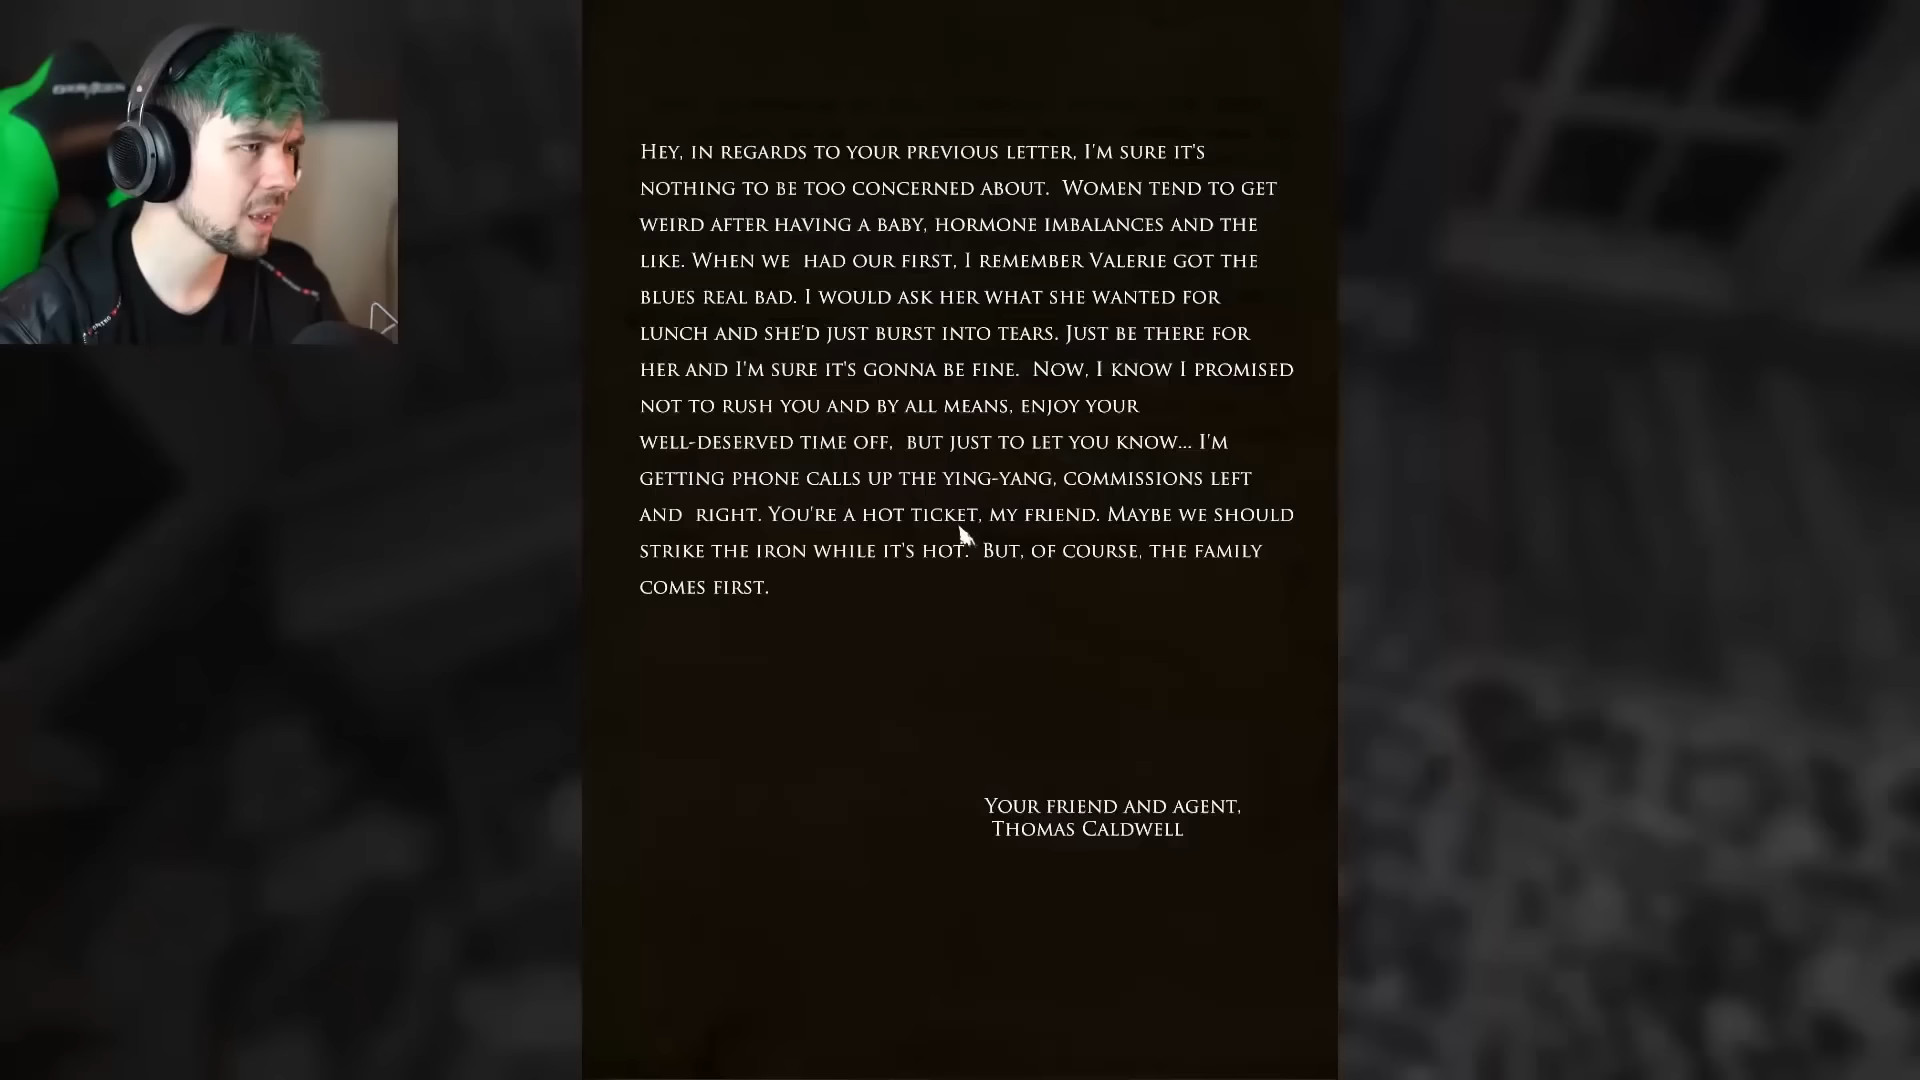 Hey, in regards to your previous letter, I'm sure it's
nothing to be too concerned about.  Women tend to get
weird after having a baby, hormone imbalances and the
like. When we  had our first, I remember Valerie got the
blues real bad. I would ask her what she wanted for
lunch and she'd just burst into tears. Just be there for
her and I'm sure it's gonna be fine.  Now, I know I promised
not to rush you and by all means, enjoy your
well-deserved time off,  but just to let you know... I'm
getting phone calls up the ying-yang, commissions left
and  right. You're a hot ticket, my friend. Maybe we should
strike the iron while it's hot.  But, of course, the family
comes first.
Your friend and agent,
Thomas Caldwell